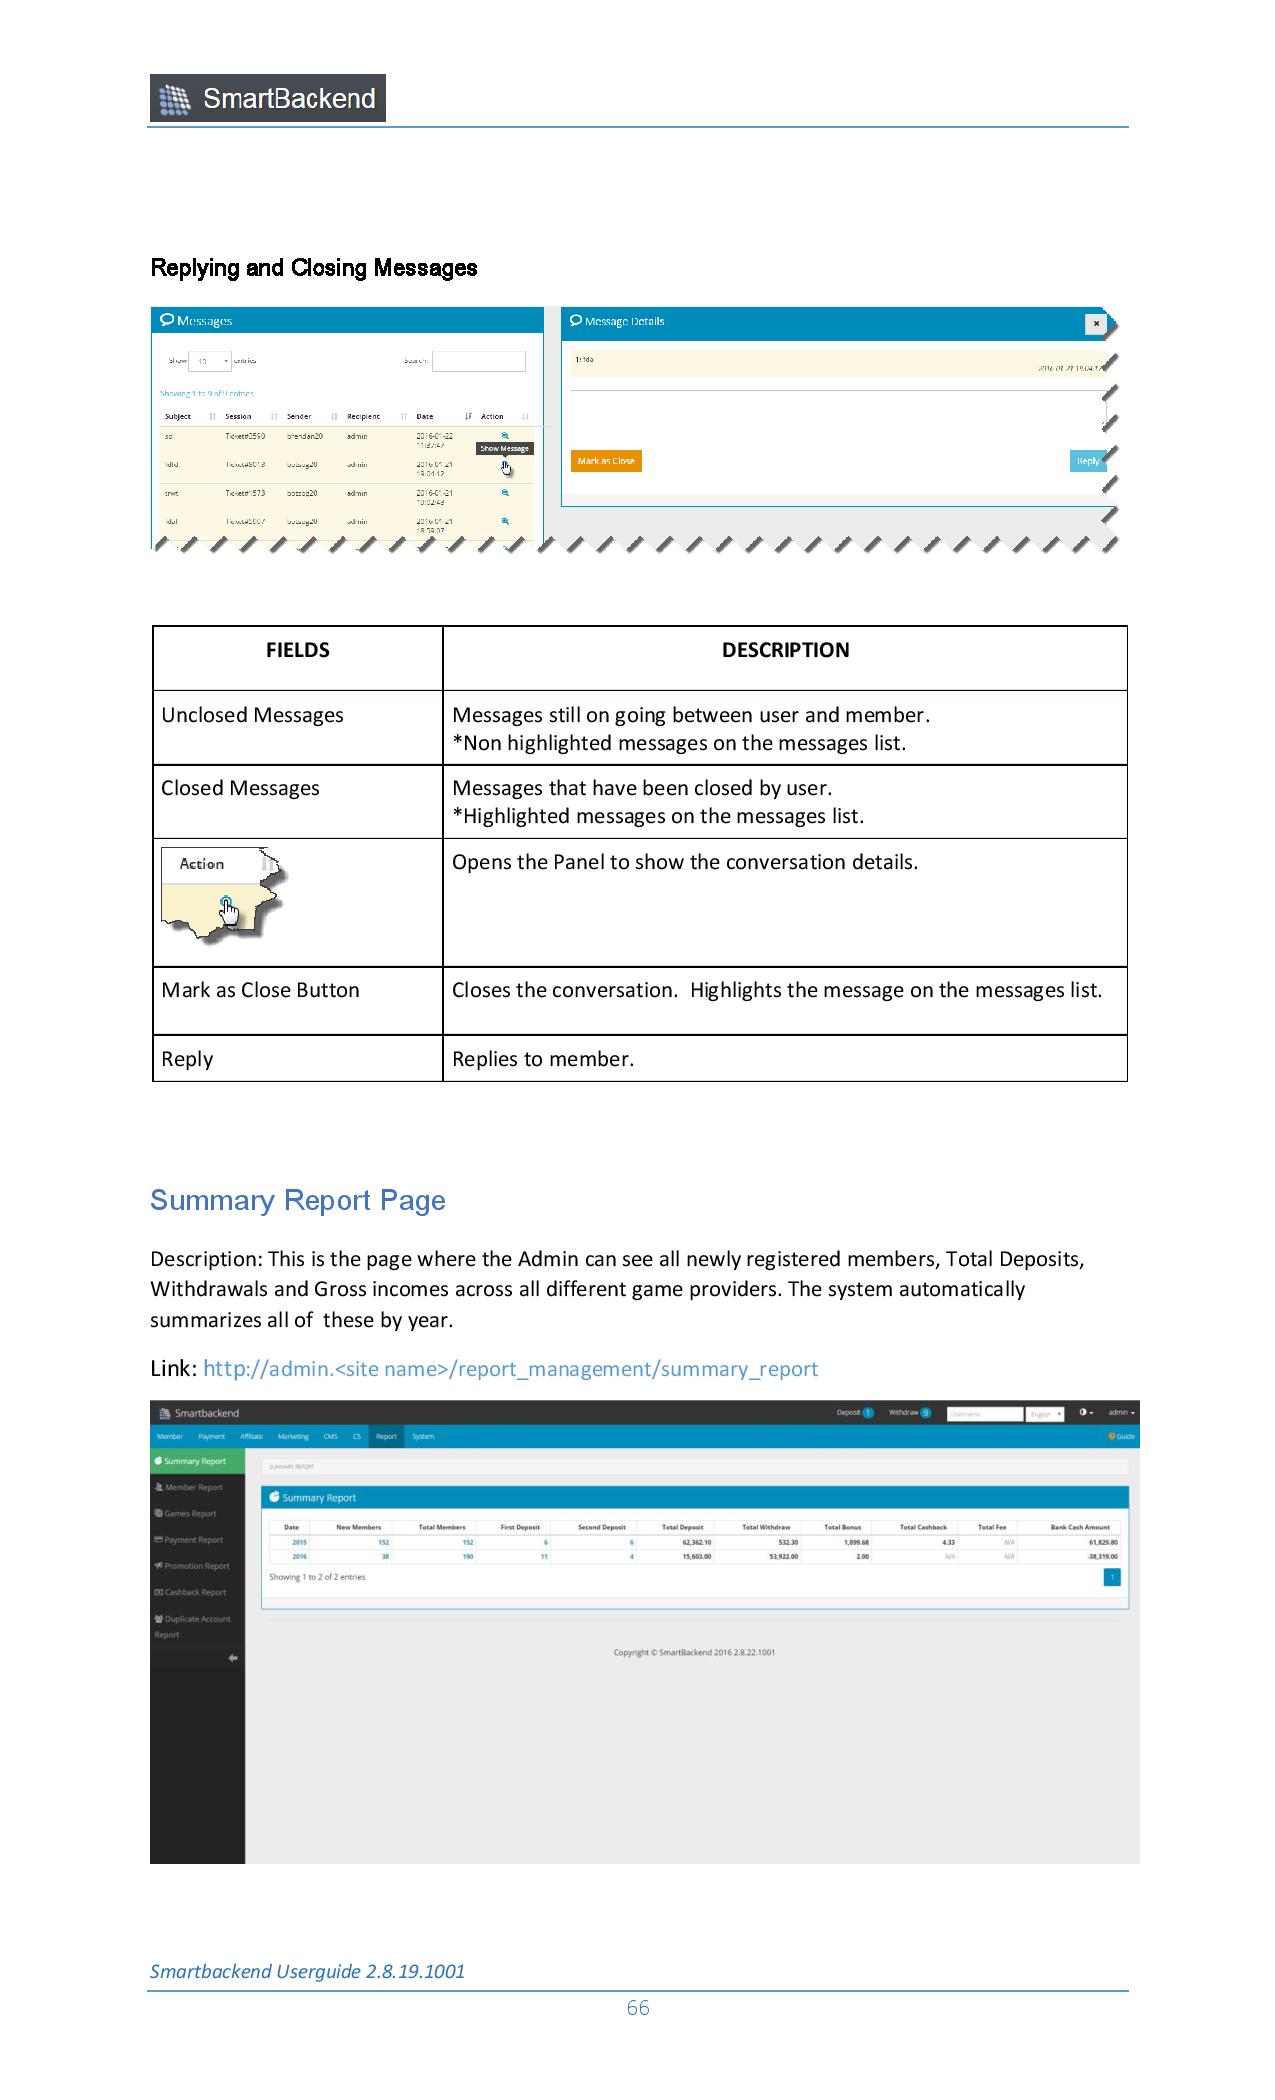 SmartBackend
Replying and Closing Messages
Messages
Show 10 entries Search:
Showing 1 to 9 of 9 entries
Subject Session Sender Recipient Date Action
sd Ticket#3590 brendan20 admin 2016-01-22
11:37:47
Show Message
fdfd Ticket#8013 botspg20 admin 2016-01-21
19:04:12
trwt Ticket#1573 botspg20 admin 2016-01-21
19:02:43
fdaf Ticket#5907 botspg20 admin 2016-01-21
18:59:07
Message Details
×
2016-01-21 19:04:12
Mark as Close Reply
FIELDS DESCRIPTION
Unclosed Messages Messages still on going between user and member.
*Non highlighted messages on the messages list.
Closed Messages Messages that have been closed by user.
*Highlighted messages on the messages list.
Action Opens the Panel to show the conversation details.
Mark as Close Button Closes the conversation.  Highlights the message on the messages list.
Reply Replies to member.
Summary Report Page
Description: This is the page where the Admin can see all newly registered members, Total Deposits,
Withdrawals and Gross incomes across all different game providers. The system automatically
summarizes all of  these by year.
Link: http://admin.<site name>/report_management/summary_report
Smartbackend Deposit 1 Withdraw 9 Username English admin
Member Payment Affiliate Marketing CMS CS Report System Guide
Summary Report
Member Report
Games Report
Payment Report
Promotion Report
Cashback Report
Duplicate Account
Report
SUMMARY REPORT
Summary Report
Date New Members Total Members First Deposit Second Deposit Total Deposit Total Withdraw Total Bonus Total Cashback Total Fee Bank Cash Amount
2015 152 152 6 6 62,362.10 532.30 1,899.68 4.33 N/A 61,829.80
2016 38 190 11 4 15,603.00 53,922.00 2.00 N/A N/A -38,319.00
Showing 1 to 2 of 2 entries 1
Copyright © SmartBackend 2016 2.8.22.1001
Smartbackend Userguide 2.8.19.1001
66